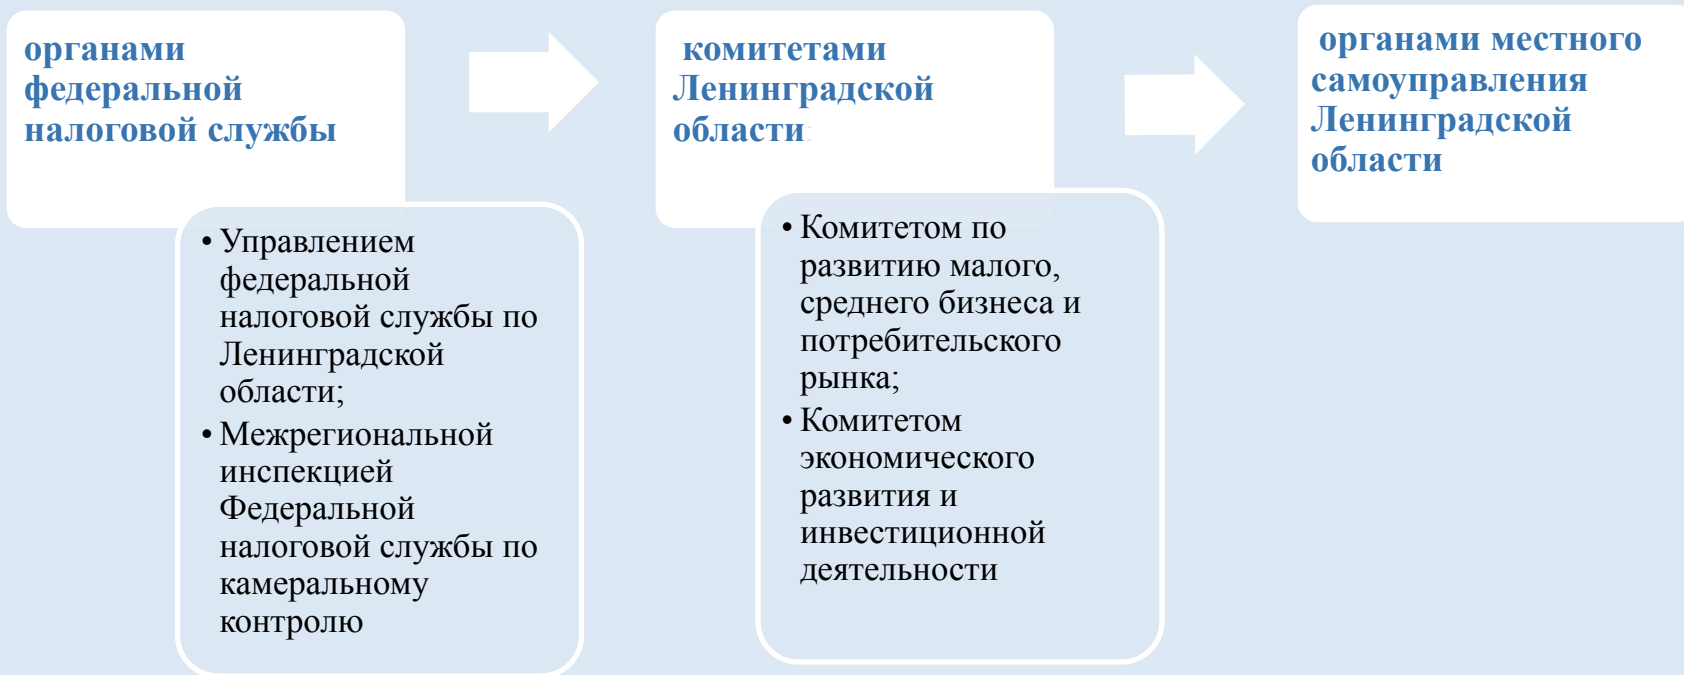 органами
федеральной
налоговой службы
комитетами
Ленинградской
области:
органами местного
самоуправления
Ленинградской
области
• Управлением
федеральной
налоговой службы по
Ленинградской
области;
• Межрегиональной
инспекцией
Федеральной
налоговой службы по
камеральному
контролю
• Комитетом по
развитию малого,
среднего бизнеса и
потребительского
рынка;
• Комитетом
экономического
развития и
инвестиционной
деятельности